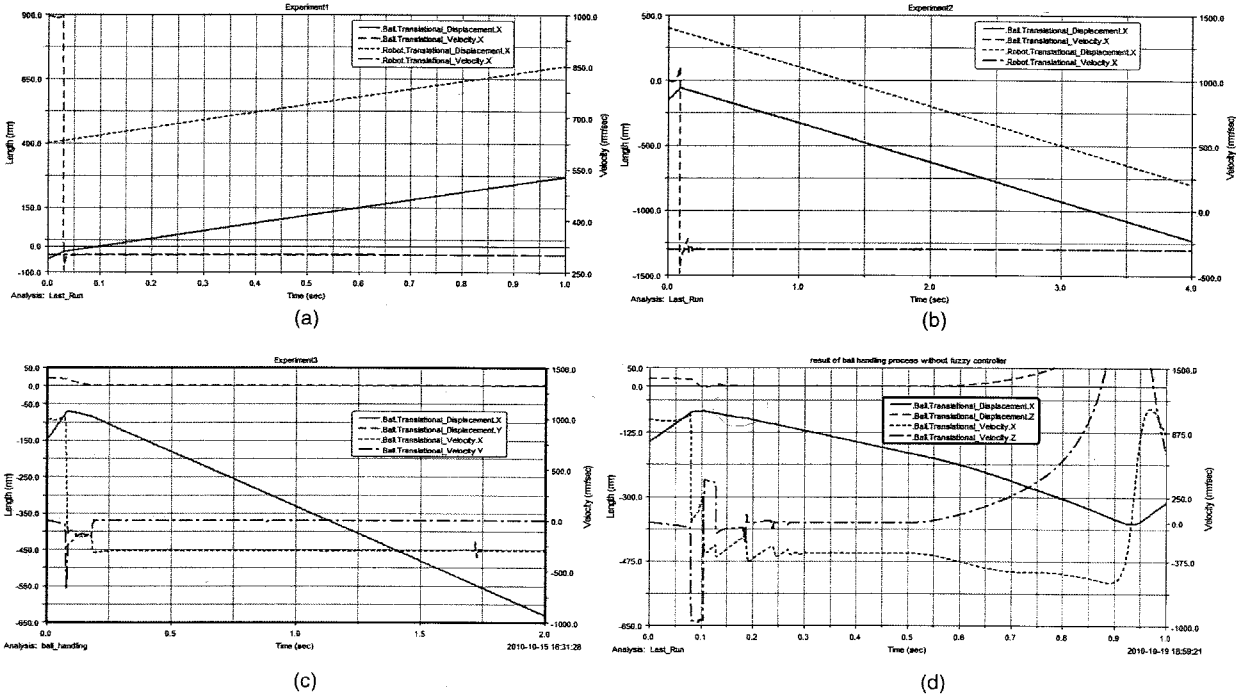 Experiment1
900.0
650.0
400.0
150.0
0.0
-100.0
Length (mm)
1000.0
850.0
700.0
550.0
400.0
250.0
Velocity (mm/sec)
.Ball.Translational_Displacement.X
.Ball.Translational_Velocity.X
.Robot.Translational_Displacement.X
.Robot.Translational_Velocity.X
0.0 0.1 0.2 0.3 0.4 0.5 0.6 0.7 0.8 0.9 1.0
Analysis: Last_Run
Time (sec)
(a)
Experiment2
500.0
0.0
-500.0
-1000.0
-1500.0
Length (mm)
1500.0
1000.0
500.0
0.0
-500.0
Velocity (mm/sec)
.Ball.Translational_Displacement.X
.Ball.Translational_Velocity.X
.Robot.Translational_Displacement.X
.Robot.Translational_Velocity.X
0.0 1.0 2.0 3.0 4.0
Analysis: Last_Run
Time (sec)
(b)
Experiment3
50.0
0.0
-50.0
-150.0
-250.0
-350.0
-450.0
-550.0
-650.0
Length (mm)
1500.0
1000.0
500.0
0.0
-500.0
-1000.0
Velocity (mm/sec)
.Ball.Translational_Displacement.X
.Ball.Translational_Displacement.Y
.Ball.Translational_Velocity.X
.Ball.Translational_Velocity.Y
0.0 0.5 1.0 1.5 2.0
Analysis: ball_handling
Time (sec)
2010-10-15 16:31:28
(c)
result of ball handling process without fuzzy controller
50.0
0.0
-125.0
-300.0
-475.0
-650.0
Length (mm)
1500.0
875.0
250.0
0.0
-375.0
-1000.0
Velocity (mm/sec)
.Ball.Translational_Displacement.X
.Ball.Translational_Displacement.Z
.Ball.Translational_Velocity.X
.Ball.Translational_Velocity.Z
0.0 0.1 0.2 0.3 0.4 0.5 0.6 0.7 0.8 0.9 1.0
Analysis: Last_Run
Time (sec)
2010-10-19 18:59:21
(d)